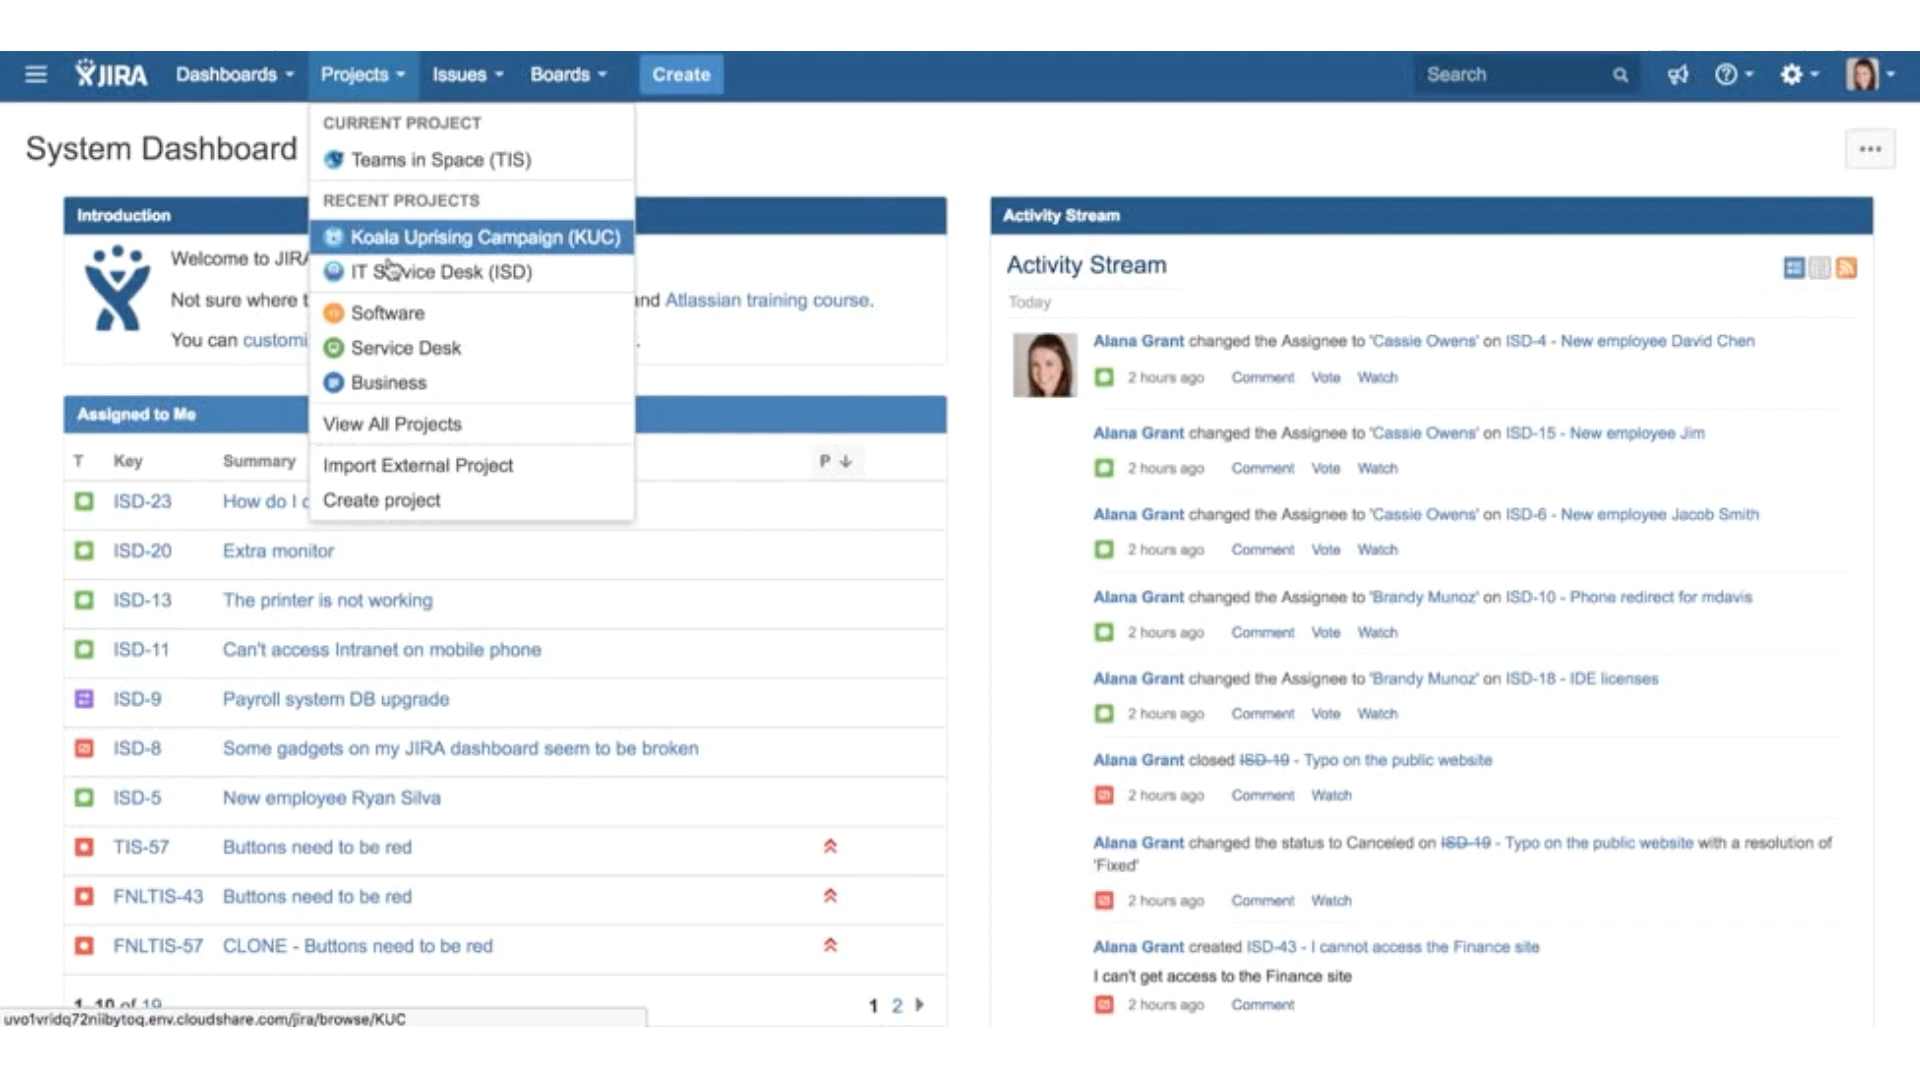 JIRA Dashboards Projects Issues Boards Create Search
System Dashboard
CURRENT PROJECT
Teams in Space (TIS)
RECENT PROJECTS
Koala Uprising Campaign (KUC)
IT Service Desk (ISD)
Software
Service Desk
Business
View All Projects
Import External Project
Create project
Introduction
Welcome to JIRA
Not sure where t and Atlassian training course.
You can customi .
Assigned to Me
T Key Summary P
ISD-23 How do I c
ISD-20 Extra monitor
ISD-13 The printer is not working
ISD-11 Can't access Intranet on mobile phone
ISD-9 Payroll system DB upgrade
ISD-8 Some gadgets on my JIRA dashboard seem to be broken
ISD-5 New employee Ryan Silva
TIS-57 Buttons need to be red
FNLTIS-43 Buttons need to be red
FNLTIS-57 CLONE - Buttons need to be red
1-10 of 19
1 2
uvo1vridq72niibytoq.env.cloudshare.com/jira/browse/KUC
Activity Stream
Activity Stream
Today
Alana Grant changed the Assignee to 'Cassie Owens' on ISD-4 - New employee David Chen
2 hours ago Comment Vote Watch
Alana Grant changed the Assignee to 'Cassie Owens' on ISD-15 - New employee Jim
2 hours ago Comment Vote Watch
Alana Grant changed the Assignee to 'Cassie Owens' on ISD-6 - New employee Jacob Smith
2 hours ago Comment Vote Watch
Alana Grant changed the Assignee to 'Brandy Munoz' on ISD-10 - Phone redirect for mdavis
2 hours ago Comment Vote Watch
Alana Grant changed the Assignee to 'Brandy Munoz' on ISD-18 - IDE licenses
2 hours ago Comment Vote Watch
Alana Grant closed ISD-19 - Typo on the public website
2 hours ago Comment Watch
Alana Grant changed the status to Canceled on ISD-19 - Typo on the public website with a resolution of
'Fixed'
2 hours ago Comment Watch
Alana Grant created ISD-43 - I cannot access the Finance site
I can't get access to the Finance site
2 hours ago Comment